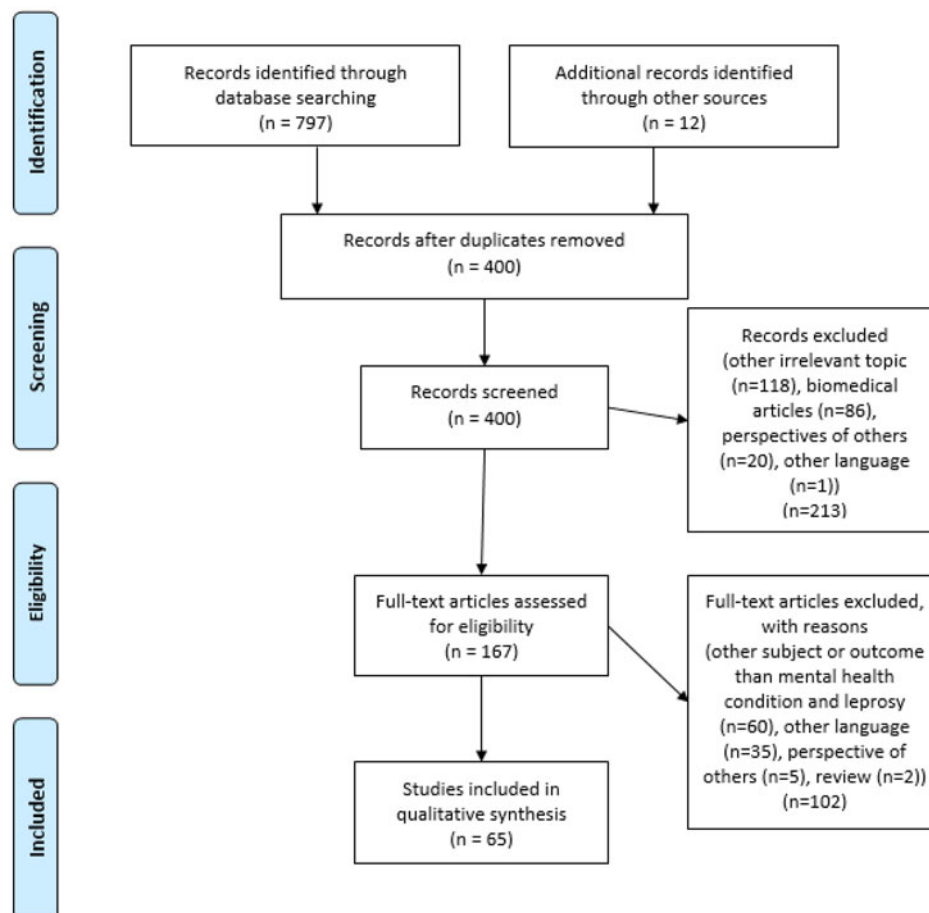 Identification
Records identified through
database searching
(n = 797)
Additional records identified
through other sources
(n = 12)
Records after duplicates removed
(n = 400)
Screening
Records screened
(n = 400)
Records excluded
(other irrelevant topic
(n=118), biomedical
articles (n=86),
perspectives of others
(n=20), other language
(n=1))
(n=213)
Eligibility
Full-text articles assessed
for eligibility
(n = 167)
Full-text articles excluded,
with reasons
(other subject or outcome
than mental health
condition and leprosy
(n=60), other language
(n=35), perspective of
others (n=5), review (n=2))
(n=102)
Included
Studies included in
qualitative synthesis
(n = 65)